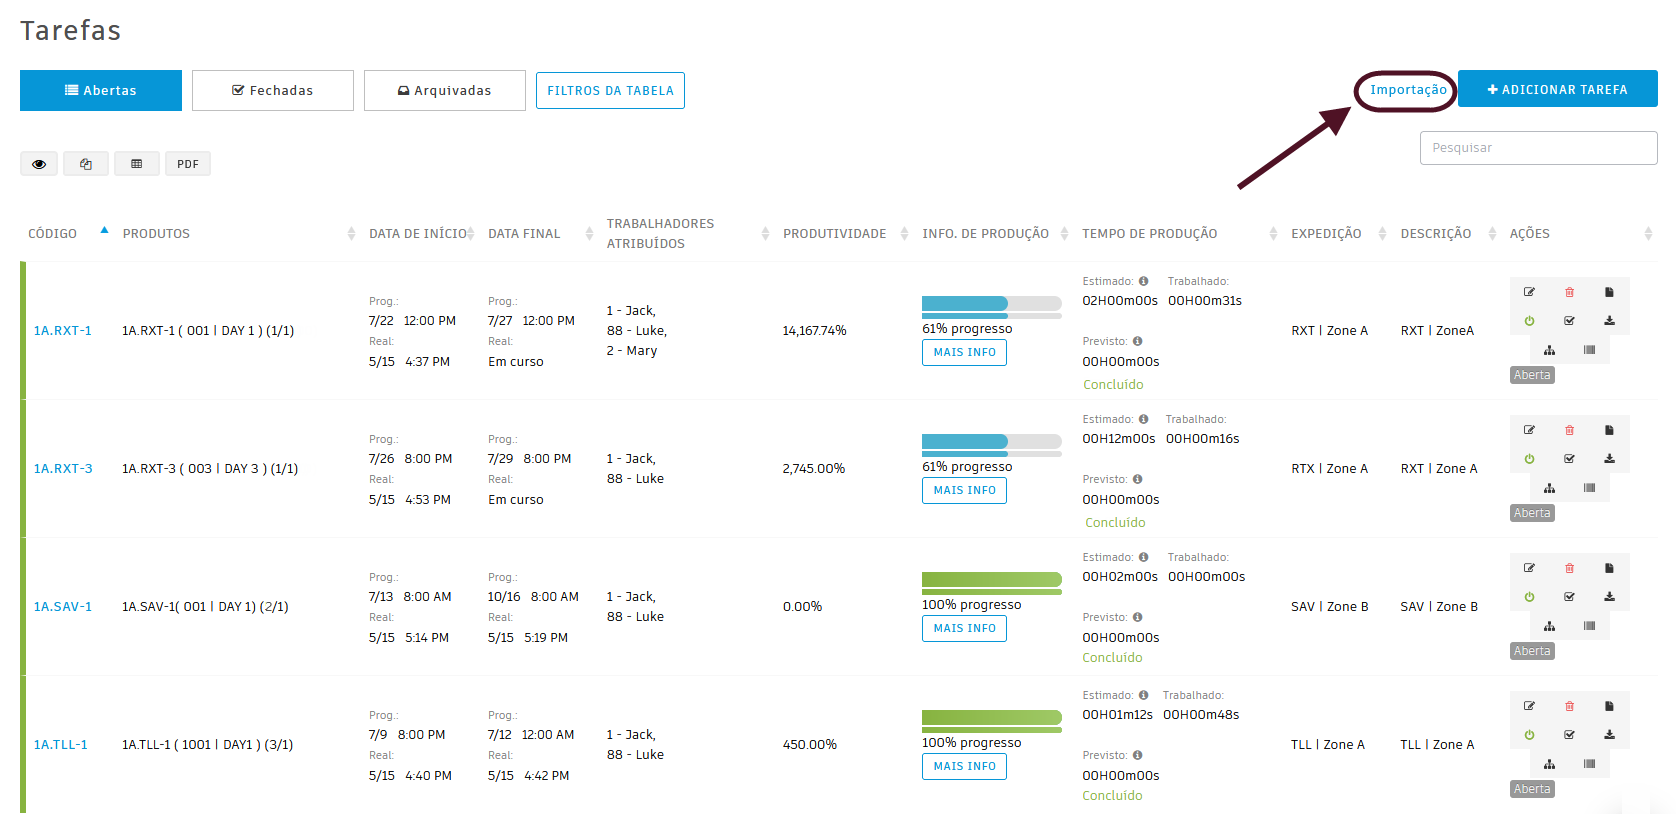 Tarefas
Abertas
Fechadas
Arquivadas
FILTROS DA TABELA
Importação
ADICIONAR TAREFA
Pesquisar
PDF
CÓDIGO PRODUTOS DATA DE INÍCIO DATA FINAL TRABALHADORES ATRIBUÍDOS PRODUTIVIDADE INFO. DE PRODUÇÃO TEMPO DE PRODUÇÃO EXPEDIÇÃO DESCRIÇÃO AÇÕES
1A.RXT-1
1A.RXT-1 ( 001 | DAY 1 ) (1/1)
Prog.:
7/22 12:00 PM
Real:
5/15 4:37 PM
Prog.:
7/27 12:00 PM
Real:
Em curso
1 - Jack,
88 - Luke,
2 - Mary
14,167.74%
61% progresso
MAIS INFO
Estimado: Trabalhado:
02H00m00s 00H00m31s
Previsto:
00H00m00s
Concluído
RXT | Zone A
RXT | ZoneA
Aberta
1A.RXT-3
1A.RXT-3 ( 003 | DAY 3 ) (1/1)
Prog.:
7/26 8:00 PM
Real:
5/15 4:53 PM
Prog.:
7/29 8:00 PM
Real:
Em curso
1 - Jack,
88 - Luke
2,745.00%
61% progresso
MAIS INFO
Estimado: Trabalhado:
00H12m00s 00H00m16s
Previsto:
00H00m00s
Concluído
RTX | Zone A
RXT | Zone A
Aberta
1A.SAV-1
1A.SAV-1( 001 | DAY 1) (2/1)
Prog.:
7/13 8:00 AM
Real:
5/15 5:14 PM
Prog.:
10/16 8:00 AM
Real:
5/15 5:19 PM
1 - Jack,
88 - Luke
0.00%
100% progresso
MAIS INFO
Estimado: Trabalhado:
00H02m00s 00H00m00s
Previsto:
00H00m00s
Concluído
SAV | Zone B
SAV | Zone B
Aberta
1A.TLL-1
1A.TLL-1 ( 1001 | DAY1 ) (3/1)
Prog.:
7/9 8:00 PM
Real:
5/15 4:40 PM
Prog.:
7/12 12:00 AM
Real:
5/15 4:42 PM
1 - Jack,
88 - Luke
450.00%
100% progresso
MAIS INFO
Estimado: Trabalhado:
00H01m12s 00H00m48s
Previsto:
00H00m00s
Concluído
TLL | Zone A
TLL | Zone A
Aberta